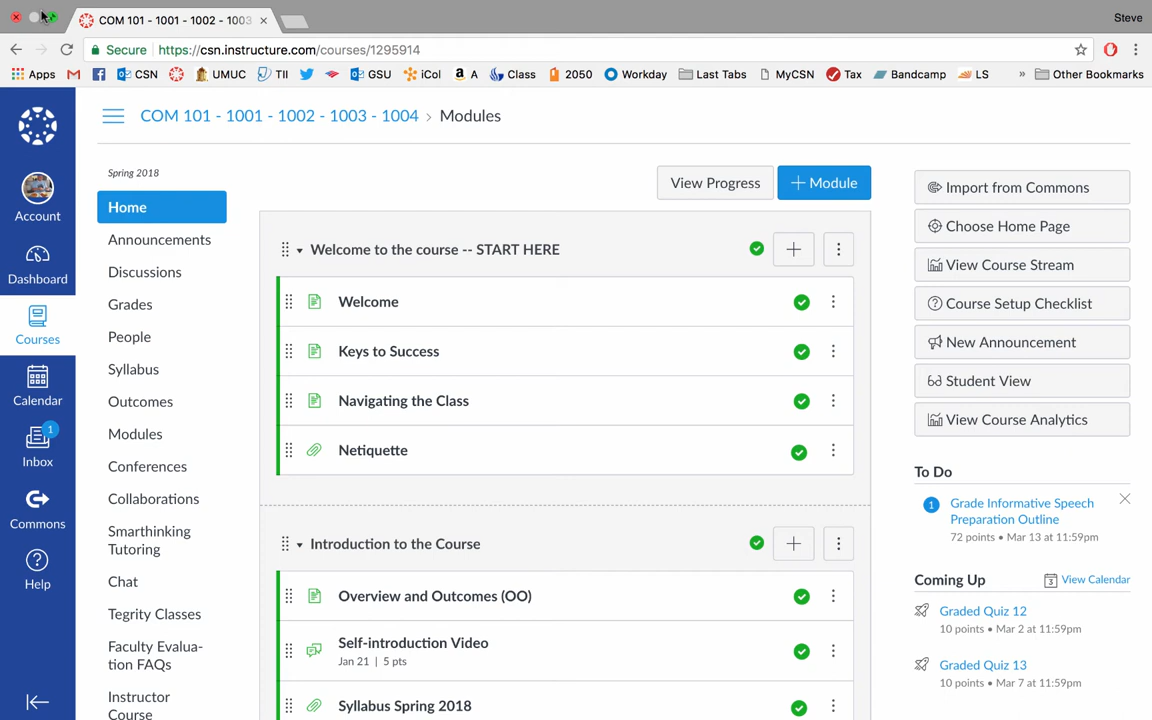 COM 101 - 1001 - 1002 - 1003
Steve
Secure https://csn.instructure.com/courses/1295914
Apps CSN UMUC TII GSU iCol A Class 2050 Workday Last Tabs MyCSN Tax Bandcamp LS » Other Bookmarks
COM 101 - 1001 - 1002 - 1003 - 1004 > Modules
Account
Dashboard
Courses
Calendar
1
Inbox
Commons
Help
Spring 2018
Home
Announcements
Discussions
Grades
People
Syllabus
Outcomes
Modules
Conferences
Collaborations
Smarthinking
Tutoring
Chat
Tegrity Classes
Faculty Evalua-
tion FAQs
Instructor
Course
View Progress
+ Module
Welcome to the course -- START HERE
Welcome
Keys to Success
Navigating the Class
Netiquette
Introduction to the Course
Overview and Outcomes (OO)
Self-introduction Video
Jan 21 | 5 pts
Syllabus Spring 2018
Import from Commons
Choose Home Page
View Course Stream
Course Setup Checklist
New Announcement
Student View
View Course Analytics
To Do
1 Grade Informative Speech
Preparation Outline
72 points • Mar 13 at 11:59pm
Coming Up
3 View Calendar
Graded Quiz 12
10 points • Mar 2 at 11:59pm
Graded Quiz 13
10 points • Mar 7 at 11:59pm